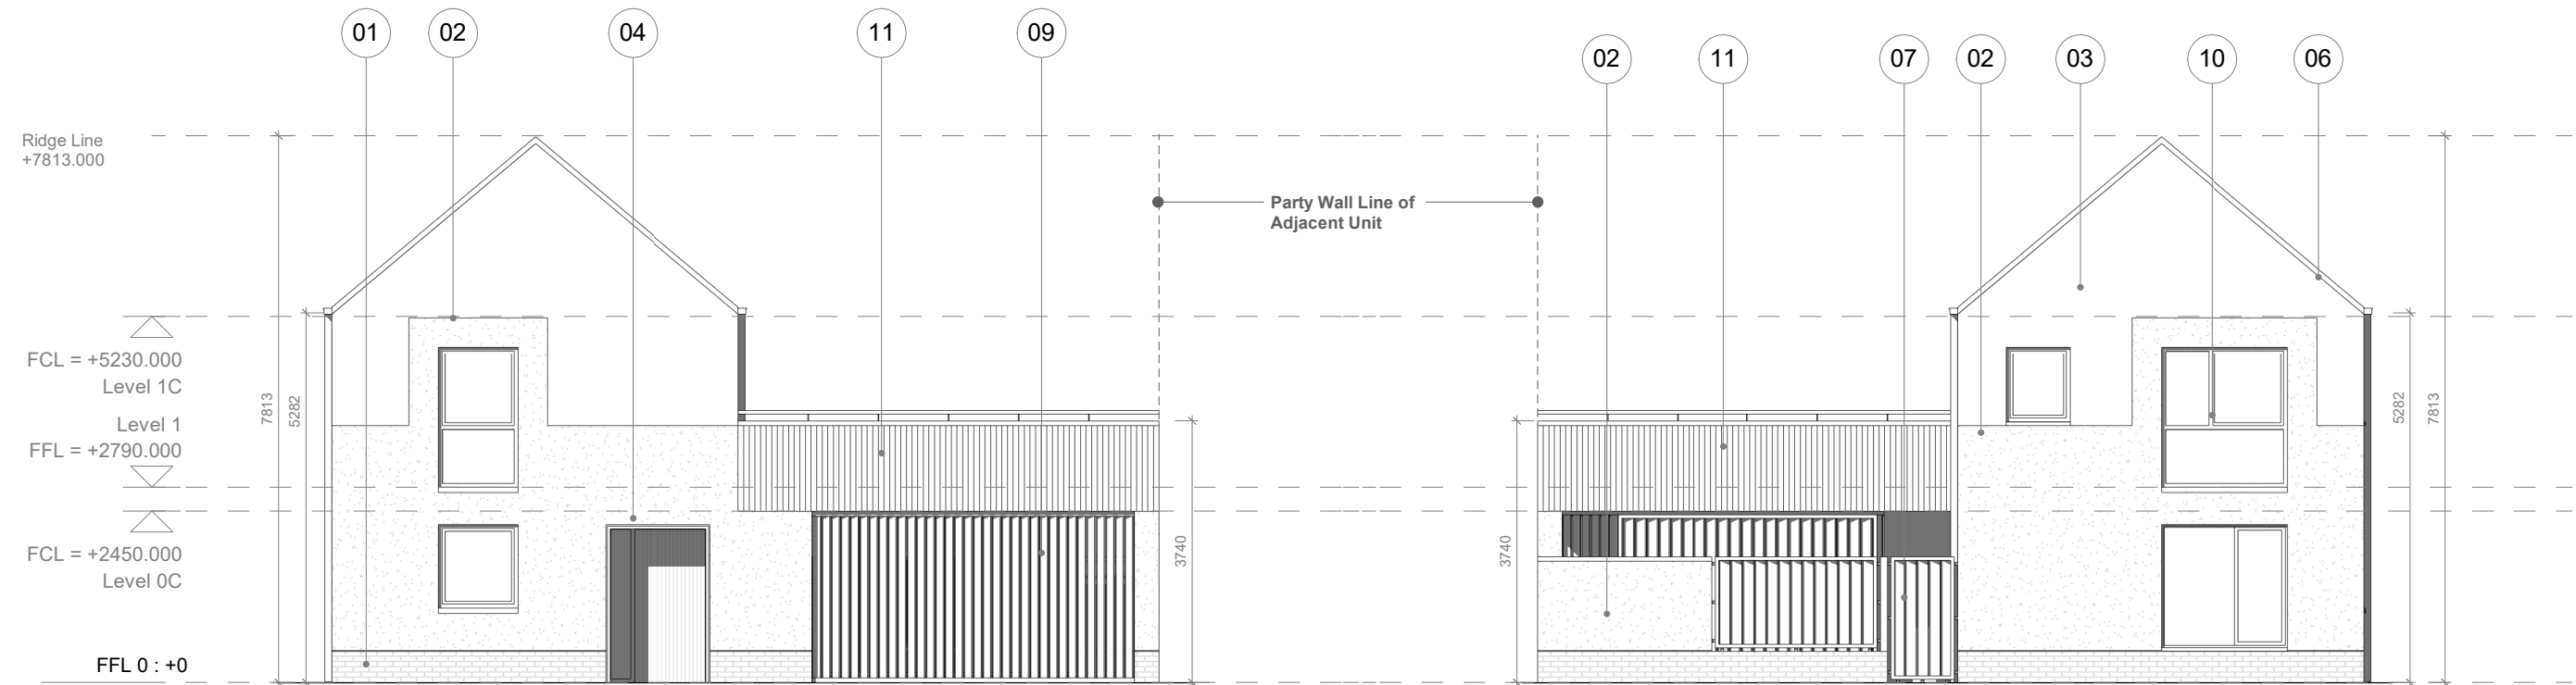 01 02 04 11 09
02 11 07 02 03 10 06
Ridge Line
+7813.000
Party Wall Line of
Adjacent Unit
FCL = +5230.000
Level 1C
Level 1
FFL = +2790.000
FCL = +2450.000
Level 0C
FFL 0 : +0
7813
5282
3740
3740
5282
7813